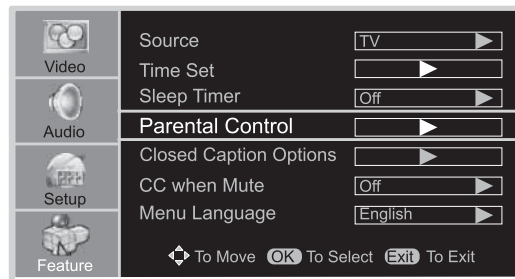 Video
Audio
Setup
Feature
Source TV
Time Set
Sleep Timer Off
Parental Control
Closed Caption Options
CC when Mute Off
Menu Language English
To Move OK To Select Exit To Exit